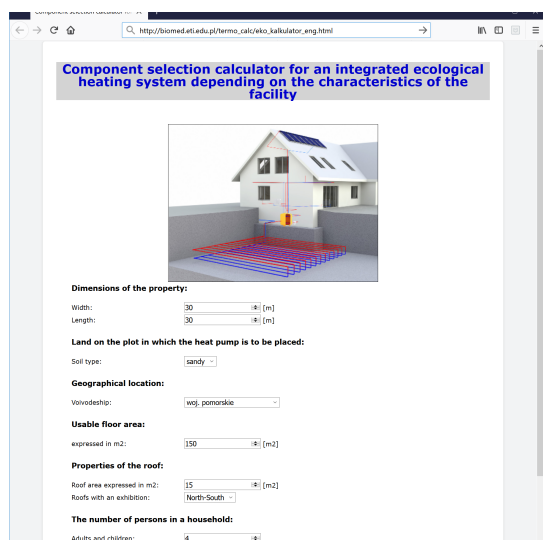 Component selection calculator
http://biomed.eti.edu.pl/termo_calc/eko_kalkulator_eng.html
Component selection calculator for an integrated ecological
heating system depending on the characteristics of the
facility
Dimensions of the property:
Width: 30 [m]
Length: 30 [m]
Land on the plot in which the heat pump is to be placed:
Soil type: sandy
Geographical location:
Voivodeship: woj. pomorskie
Usable floor area:
expressed in m2: 150 [m2]
Properties of the roof:
Roof area expressed in m2: 15 [m2]
Roofs with an exhibition: North-South
The number of persons in a household:
Adults and children: 4